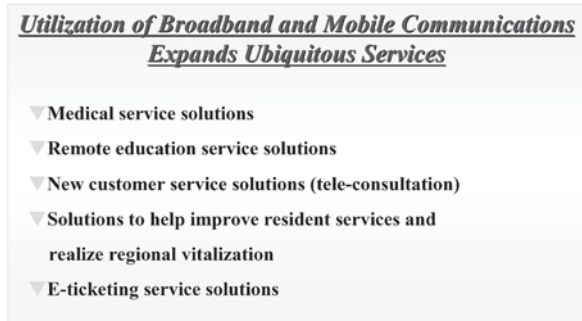 Utilization of Broadband and Mobile Communications
Expands Ubiquitous Services
Medical service solutions
Remote education service solutions
New customer service solutions (tele-consultation)
Solutions to help improve resident services and
realize regional vitalization
E-ticketing service solutions